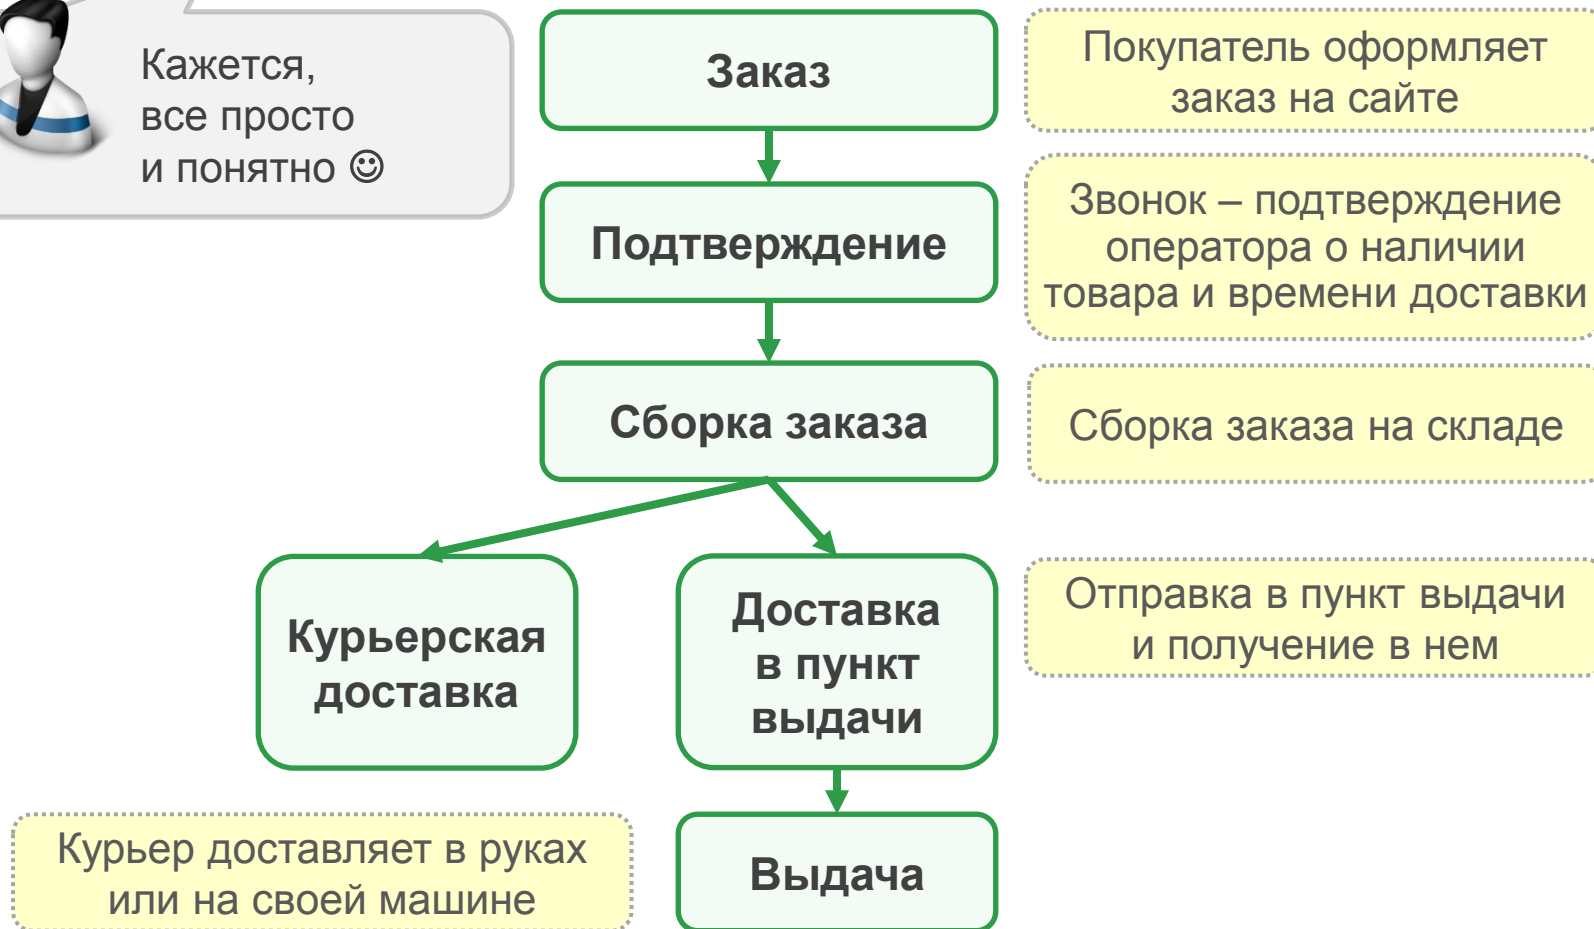 Кажется,
все просто
и понятно ☺
Заказ
Покупатель оформляет
заказ на сайте
Подтверждение
Звонок – подтверждение
оператора о наличии
товара и времени доставки
Сборка заказа
Сборка заказа на складе
Курьерская
доставка
Доставка
в пункт
выдачи
Отправка в пункт выдачи
и получение в нем
Курьер доставляет в руках
или на своей машине
Выдача